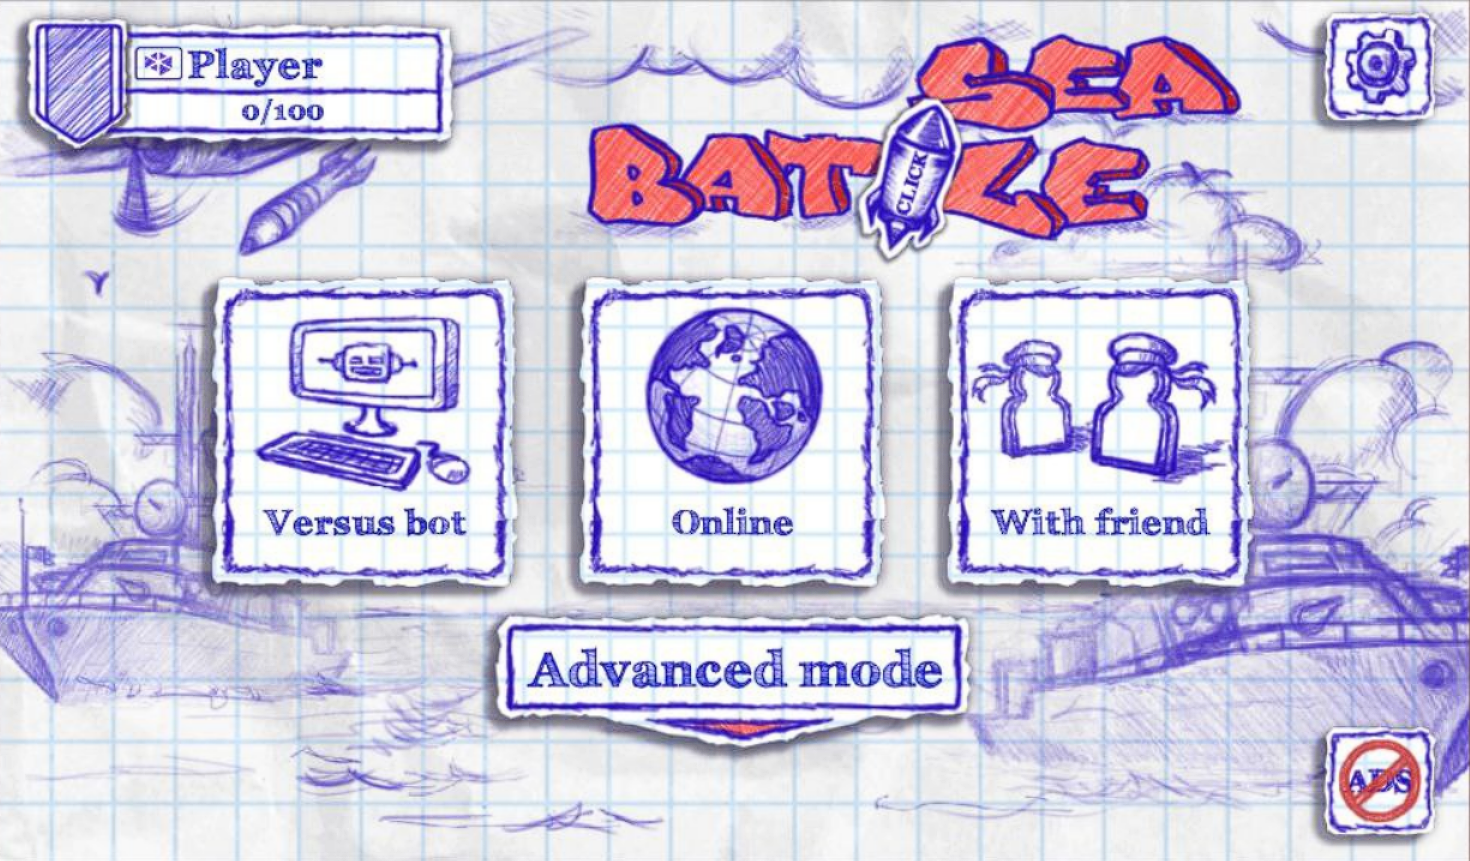 Player
0/100
SEA
BATTLE
CLICK
Versus bot
Online
With friend
Advanced mode
ADS